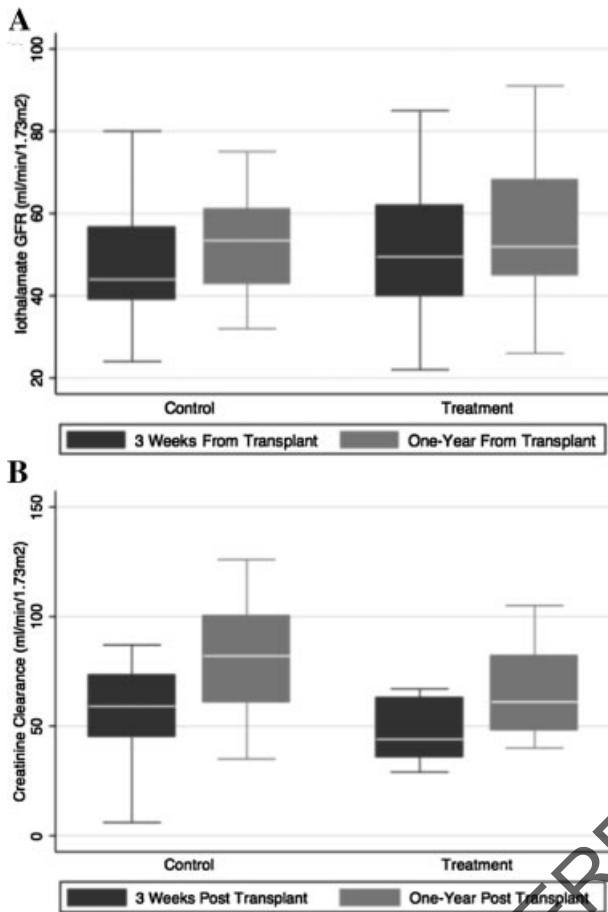 A
Iothalamate GFR (ml/min/1.73m2)
100
80
60
40
20
Control Treatment
3 Weeks From Transplant One-Year From Transplant
B
Creatinine Clearance (ml/min/1.73m2)
150
100
50
0
Control Treatment
3 Weeks Post Transplant One-Year Post Transplant